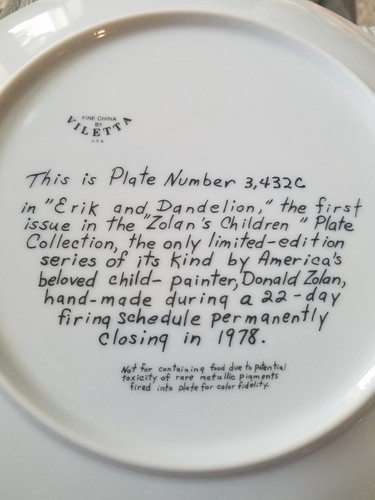 FINE CHINA
BY
VILETTA
U.S.A.
This is Plate Number 3,432C
in "Erik and Dandelion," the first
issue in the "Zolan's Children" Plate
Collection, the only limited-edition
series of its kind by America's
beloved child-painter, Donald Zolan,
hand-made during a 22-day
firing schedule permanently
closing in 1978.
Not for containing food due to potential
toxicity of rare metallic pigments
fired into plate for color fidelity.